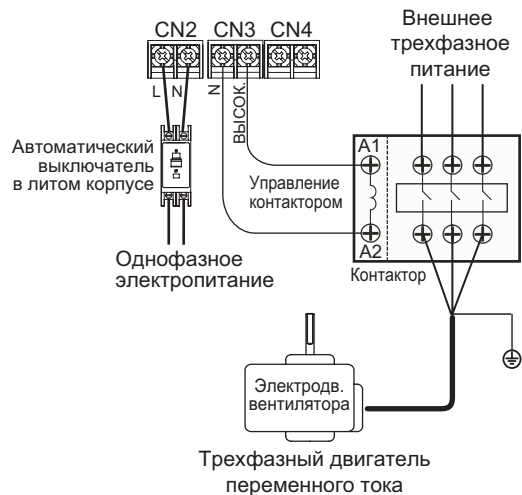 CN2 CN3 CN4
Внешнее
трехфазное
питание
L N
N
ВЫСОК.
Автоматический
выключатель
в литом корпусе
A1
Управление
контактором
A2
Контактор
Однофазное
электропитание
Электродв.
вентилятора
Трехфазный двигатель
переменного тока